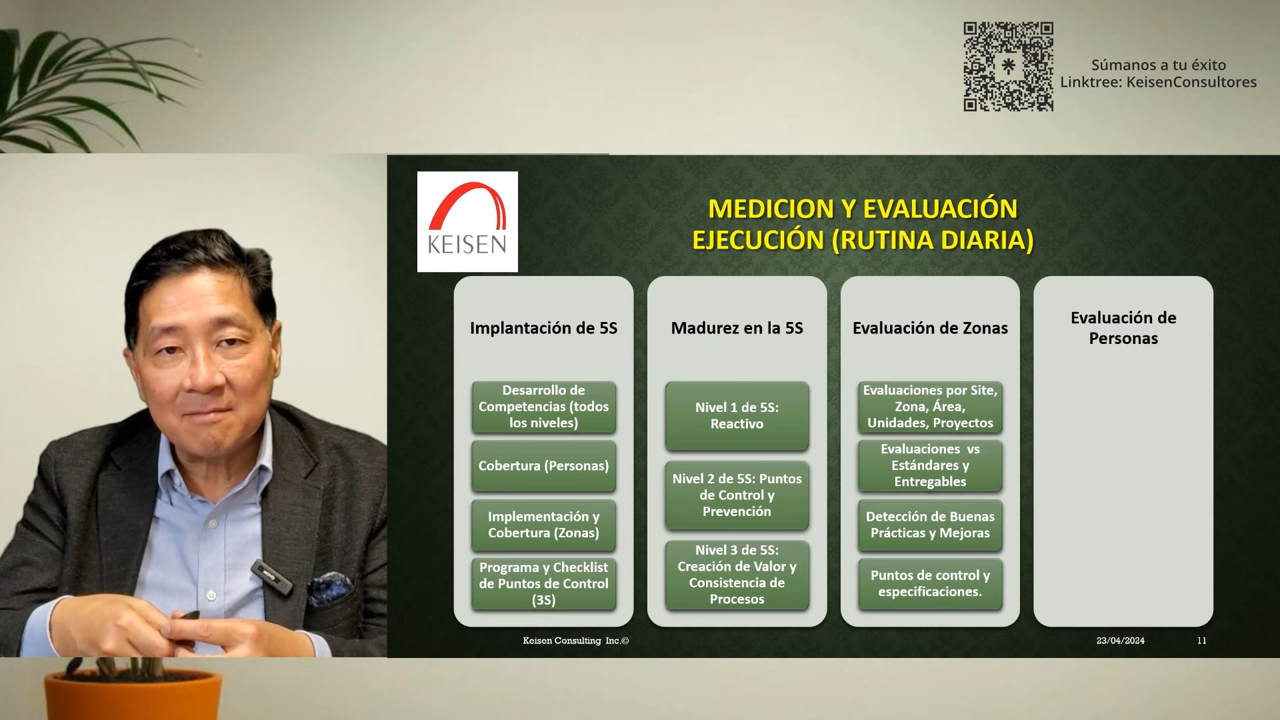 Súmanos a tu éxito
Linktree: KeisenConsultores
KEISEN
MEDICION Y EVALUACIÓN
EJECUCIÓN (RUTINA DIARIA)
Implantación de 5S
Desarrollo de
Competencias (todos
los niveles)
Cobertura (Personas)
Implementación y
Cobertura (Zonas)
Programa y Checklist
de Puntos de Control
(3S)
Madurez en la 5S
Nivel 1 de 5S:
Reactivo
Nivel 2 de 5S: Puntos
de Control y
Prevención
Nivel 3 de 5S:
Creación de Valor y
Consistencia de
Procesos
Evaluación de Zonas
Evaluaciones por Site,
Zona, Área,
Unidades, Proyectos
Evaluaciones vs
Estándares y
Entregables
Detección de Buenas
Prácticas y Mejoras
Puntos de control y
especificaciones.
Evaluación de
Personas
Keisen Consulting Inc.©
23/04/2024
11